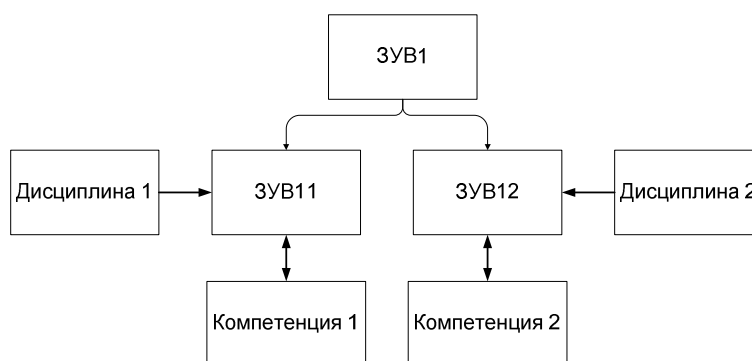 ЗУВ1
Дисциплина 1
ЗУВ11
ЗУВ12
Дисциплина 2
Компетенция 1
Компетенция 2